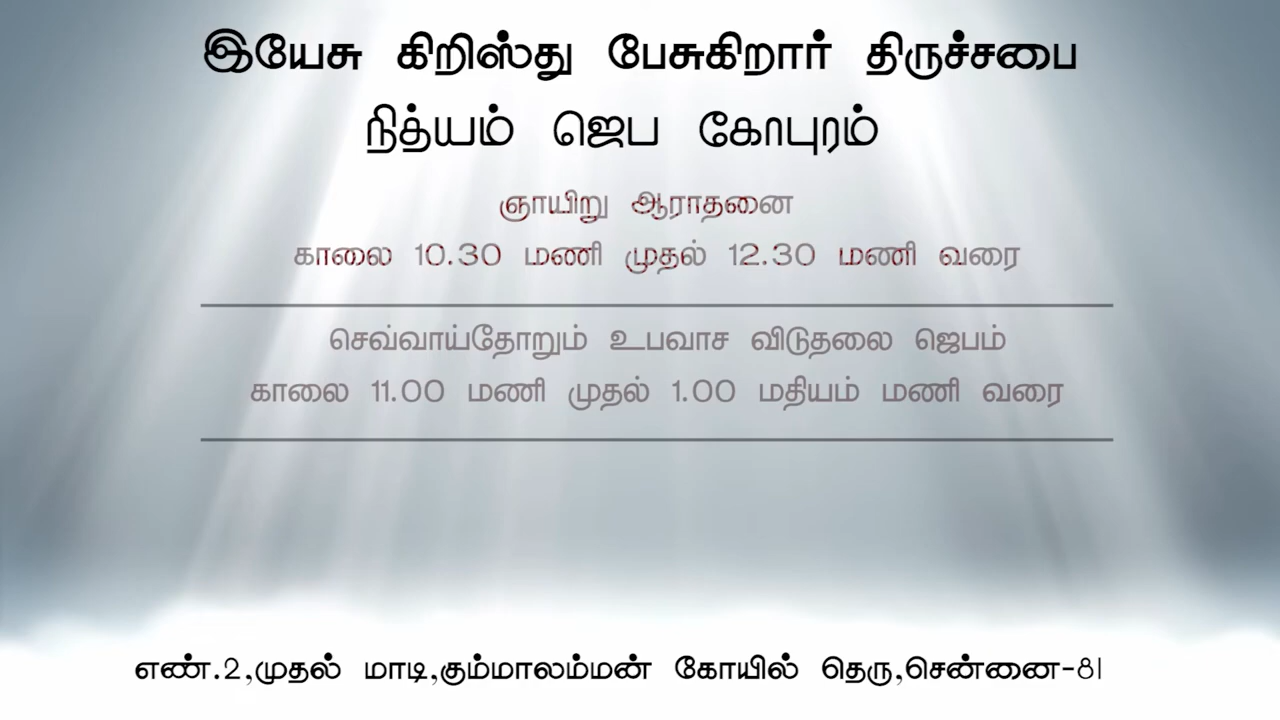 இயேசு கிறிஸ்து பேசுகிறார் திருச்சபை
நித்யம் ஜெப கோபுரம்
ஞாயிறு ஆராதனை
காலை 10.30 மணி முதல் 12.30 மணி வரை
செவ்வாய்தோறும் உபவாச விடுதலை ஜெபம்
காலை 11.00 மணி முதல் 1.00 மதியம் மணி வரை
எண்.2,முதல் மாடி,கும்மாலம்மன் கோயில் தெரு,சென்னை-81